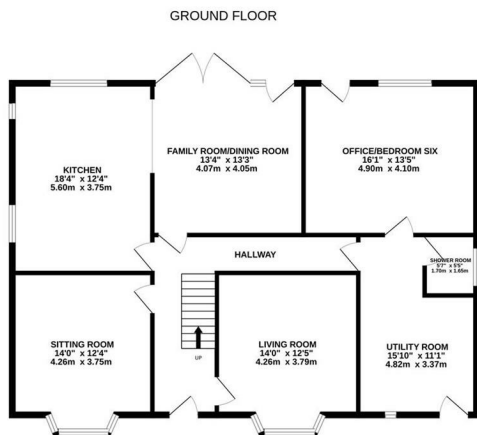 GROUND FLOOR
KITCHEN
18'4" x 12'4"
5.60m x 3.75m
FAMILY ROOM/DINING ROOM
13'4" x 13'3"
4.07m x 4.05m
OFFICE/BEDROOM SIX
16'1" x 13'5"
4.90m x 4.10m
HALLWAY
SHOWER ROOM
5'7" x 5'5"
1.70m x 1.65m
SITTING ROOM
14'0" x 12'4"
4.26m x 3.75m
UP
LIVING ROOM
14'0" x 12'5"
4.26m x 3.79m
UTILITY ROOM
15'10" x 11'1"
4.82m x 3.37m